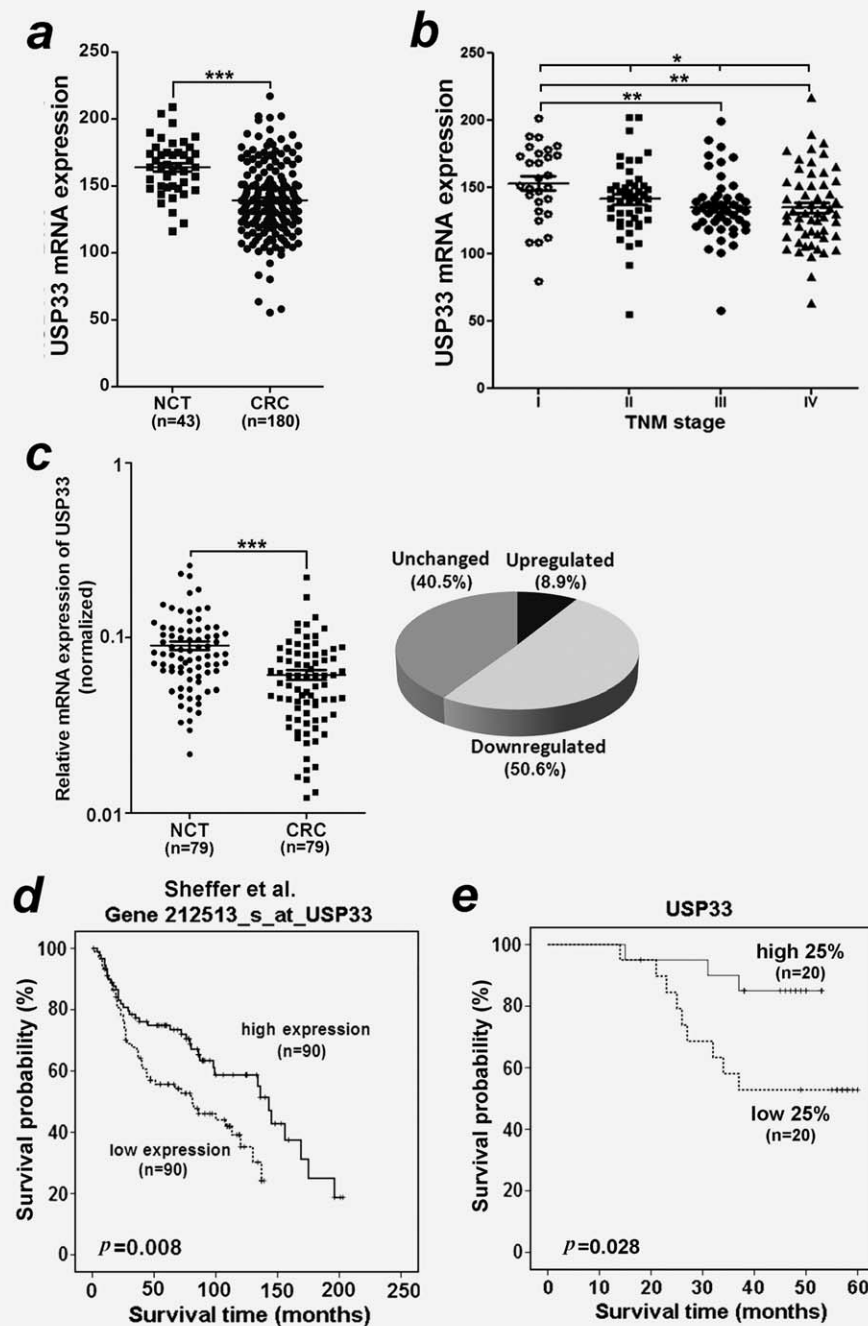 a
USP33 mRNA expression
250
200
150
100
50
0
***
NCT
(n=43)
CRC
(n=180)
b
USP33 mRNA expression
250
200
150
100
50
0
*
**
**
I
II
III
IV
TNM stage
c
Relative mRNA expression of USP33
(normalized)
1
0.1
0.01
***
NCT
(n=79)
CRC
(n=79)
Unchanged
(40.5%)
Upregulated
(8.9%)
Downregulated
(50.6%)
d
Sheffer et al.
Gene 212513_s_at_USP33
Survival probability (%)
100
80
60
40
20
0
high expression
(n=90)
low expression
(n=90)
p=0.008
0
50
100
150
200
250
Survival time (months)
e
USP33
Survival probability (%)
100
80
60
40
20
0
high 25%
(n=20)
low 25%
(n=20)
p=0.028
0
10
20
30
40
50
60
Survival time (months)